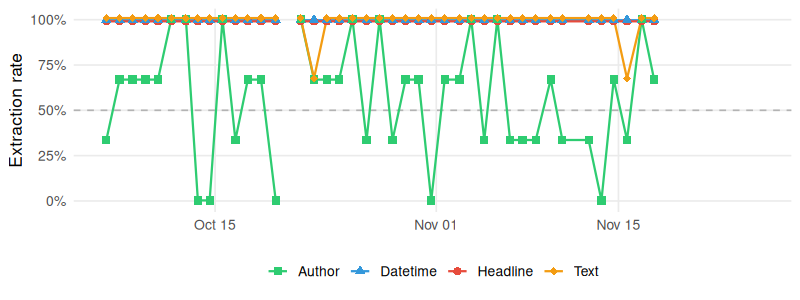 Extraction rate
100%
75%
50%
25%
0%
Oct 15 Nov 01 Nov 15
Author Datetime Headline Text